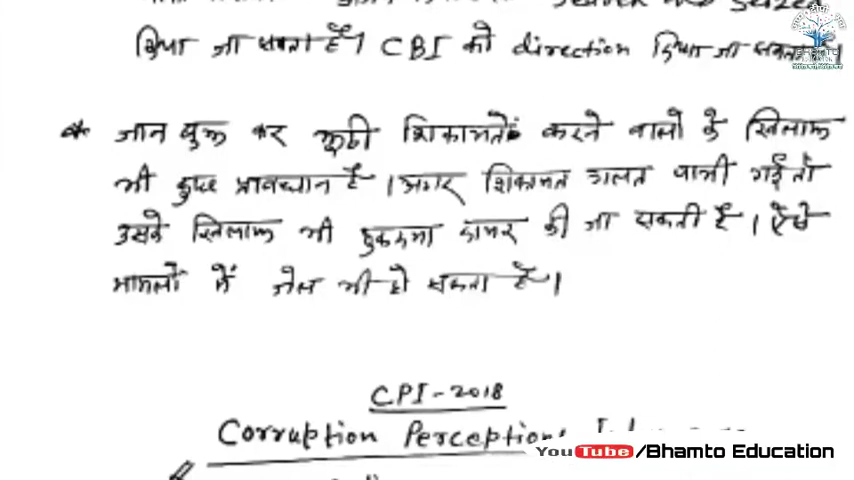 किया जा सकता है। CBI को direction दिया जा सकता।
* जान बुझ कर झुठी शिकायतें करने वालो के खिलाफ
भी कुछ प्रावधान है। अगर शिकायत गलत पायी गई तो
उसके खिलाफ भी मुकदमा दायर की जा सकती है। ऐसे
मामलों में जेल भी हो सकता है।
CPI-2018
Corruption Perceptions
YouTube/Bhamto Education